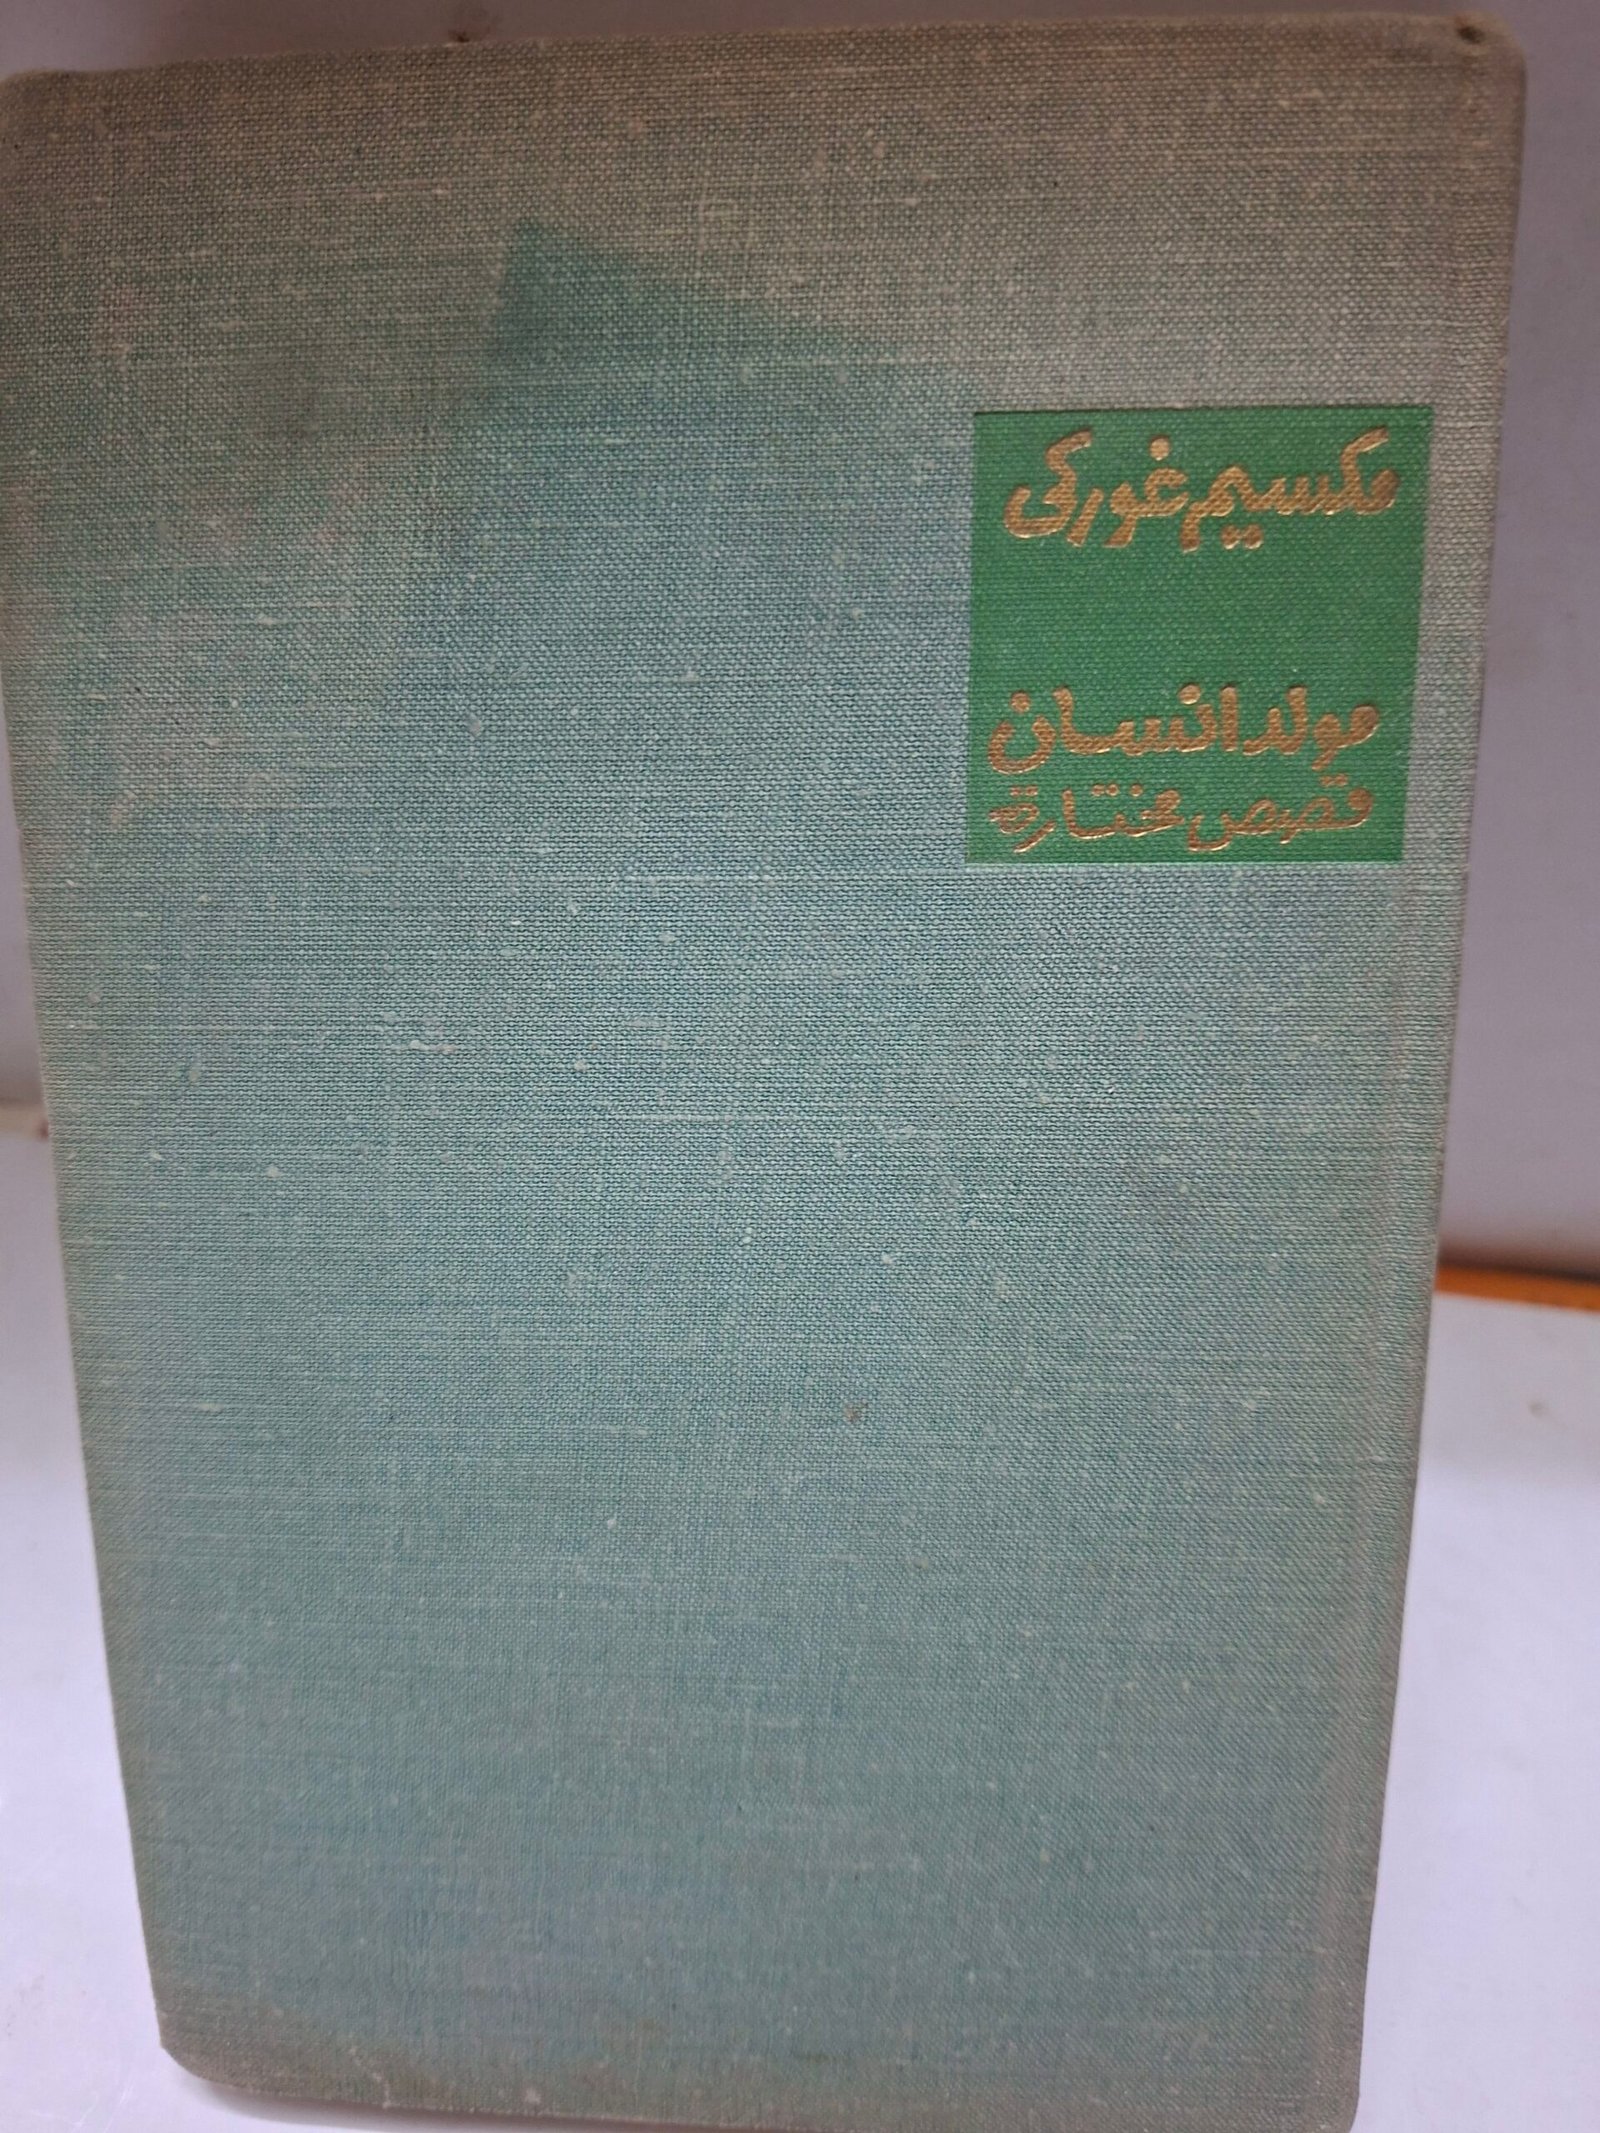 مكسيم غوركي
مولد انسان
قصص مختارة